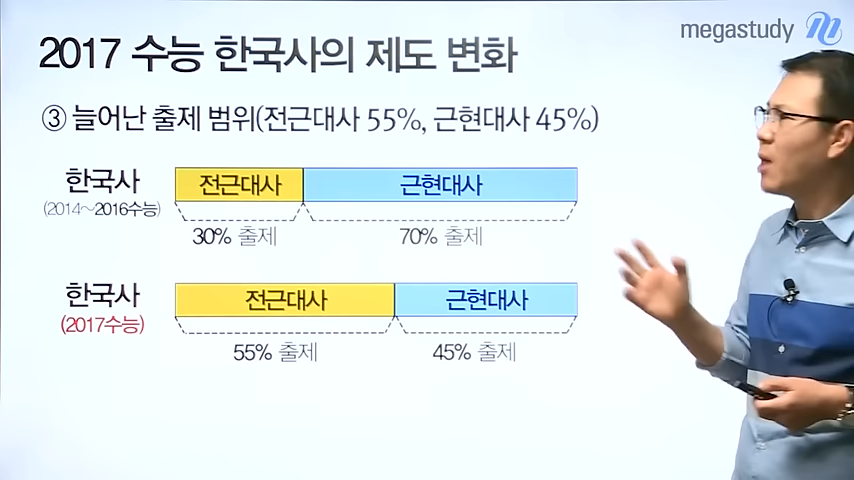 megastudy
2017 수능 한국사의 제도 변화
③ 늘어난 출제 범위(전근대사 55%, 근현대사 45%)
한국사
(2014~2016수능)
전근대사 근현대사
30% 출제 70% 출제
한국사
(2017수능)
전근대사 근현대사
55% 출제 45% 출제